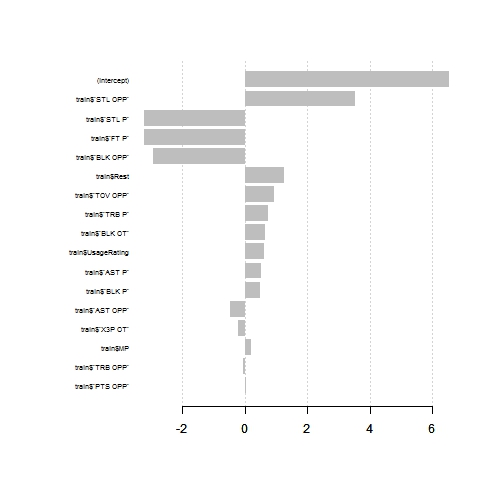 (Intercept)
train$`STL OPP`
train$`STL P`
train$`FT P`
train$`BLK OPP`
train$Rest
train$`TOV OPP`
train$`TRB P`
train$`BLK OT`
train$UsageRating
train$`AST P`
train$`BLK P`
train$`AST OPP`
train$`X3P OT`
train$MP
train$`TRB OPP`
train$`PTS OPP`
-2 0 2 4 6